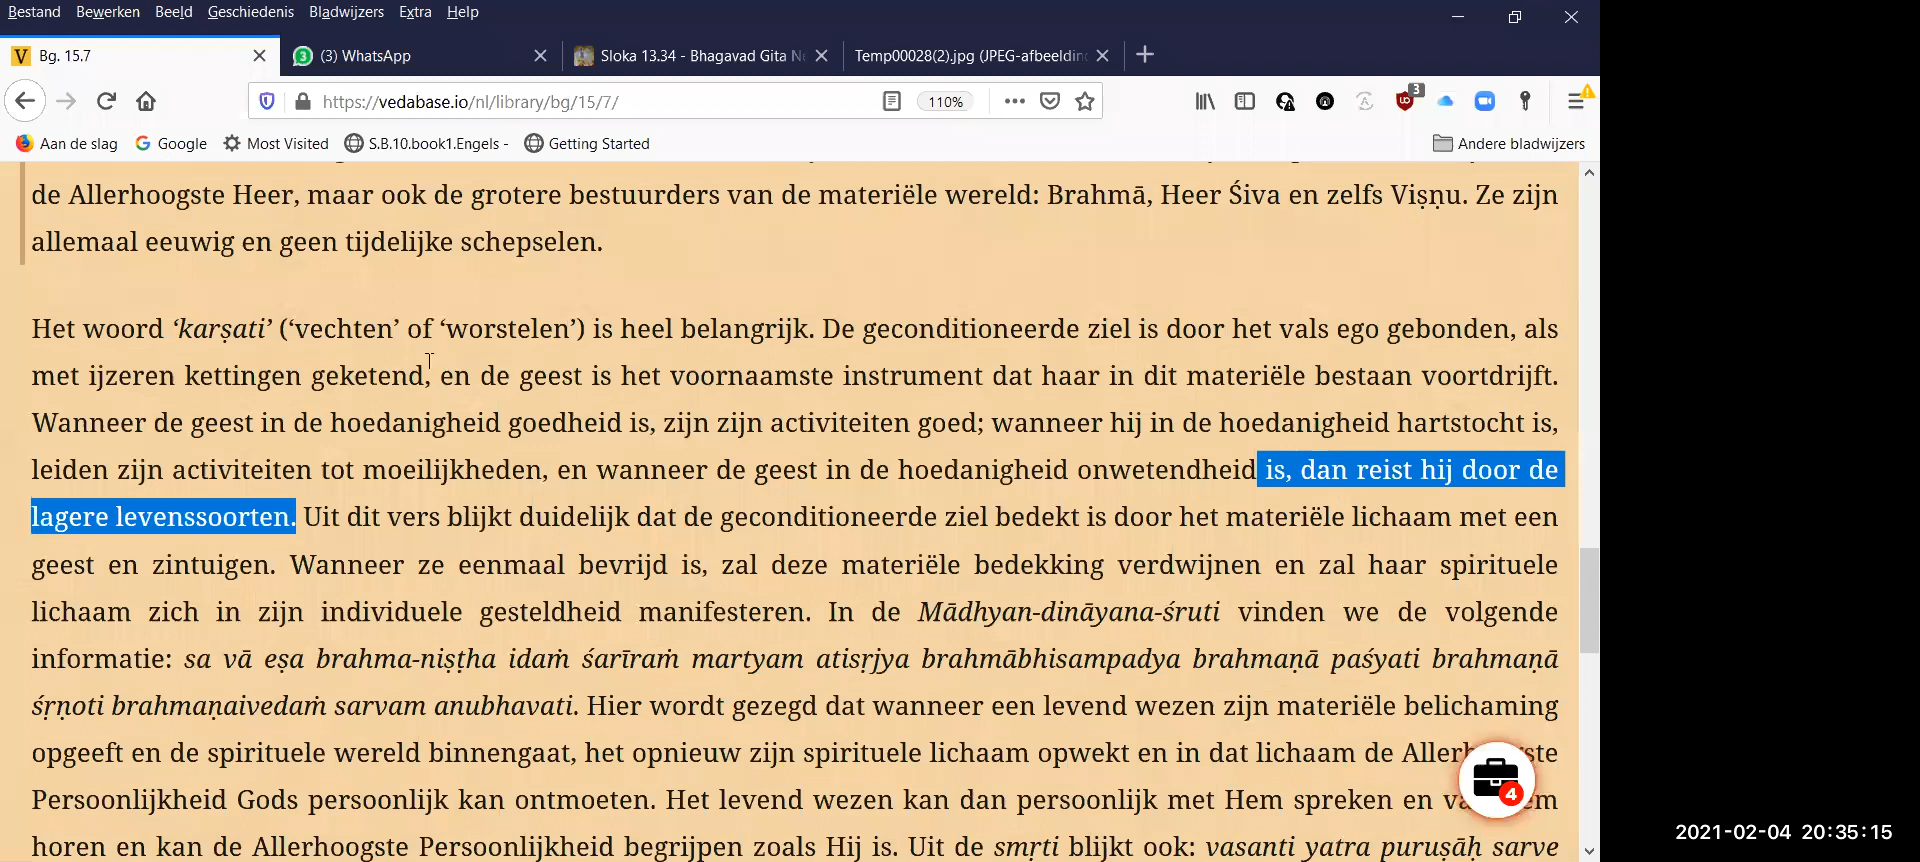 Bestand Bewerken Beeld Geschiedenis Bladwijzers Extra Help
V Bg. 15.7
3 (3) WhatsApp
Sloka 13.34 - Bhagavad Gita
Temp00028(2).jpg (JPEG-afbeelding
https://vedabase.io/nl/library/bg/15/7/
110%
3
Aan de slag Google Most Visited S.B.10.book1.Engels - Getting Started Andere bladwijzers
de Allerhoogste Heer, maar ook de grotere bestuurders van de materiële wereld: Brahmā, Heer Śiva en zelfs Viṣṇu. Ze zijn
allemaal eeuwig en geen tijdelijke schepselen.
Het woord ‘karṣati’ (‘vechten’ of ‘worstelen’) is heel belangrijk. De geconditioneerde ziel is door het vals ego gebonden, als
met ijzeren kettingen geketend, en de geest is het voornaamste instrument dat haar in dit materiële bestaan voortdrijft.
Wanneer de geest in de hoedanigheid goedheid is, zijn zijn activiteiten goed; wanneer hij in de hoedanigheid hartstocht is,
leiden zijn activiteiten tot moeilijkheden, en wanneer de geest in de hoedanigheid onwetendheid is, dan reist hij door de
lagere levenssoorten. Uit dit vers blijkt duidelijk dat de geconditioneerde ziel bedekt is door het materiële lichaam met een
geest en zintuigen. Wanneer ze eenmaal bevrijd is, zal deze materiële bedekking verdwijnen en zal haar spirituele
lichaam zich in zijn individuele gesteldheid manifesteren. In de Mādhyan-dināyana-śruti vinden we de volgende
informatie: sa vā eṣa brahma-niṣṭha idaṁ śarīraṁ martyam atisṛjya brahmābhisampadya brahmaṇā paśyati brahmaṇā
śṛṇoti brahmaṇaivedaṁ sarvam anubhavati. Hier wordt gezegd dat wanneer een levend wezen zijn materiële belichaming
opgeeft en de spirituele wereld binnengaat, het opnieuw zijn spirituele lichaam opwekt en in dat lichaam de
Persoonlijkheid Gods persoonlijk kan ontmoeten. Het levend wezen kan dan persoonlijk met Hem spreken en
4
horen en kan de Allerhoogste Persoonlijkheid begrijpen zoals Hij is. Uit de smṛti blijkt ook: vasanti yatra puruṣāḥ sarve
2021-02-04 20:35:15